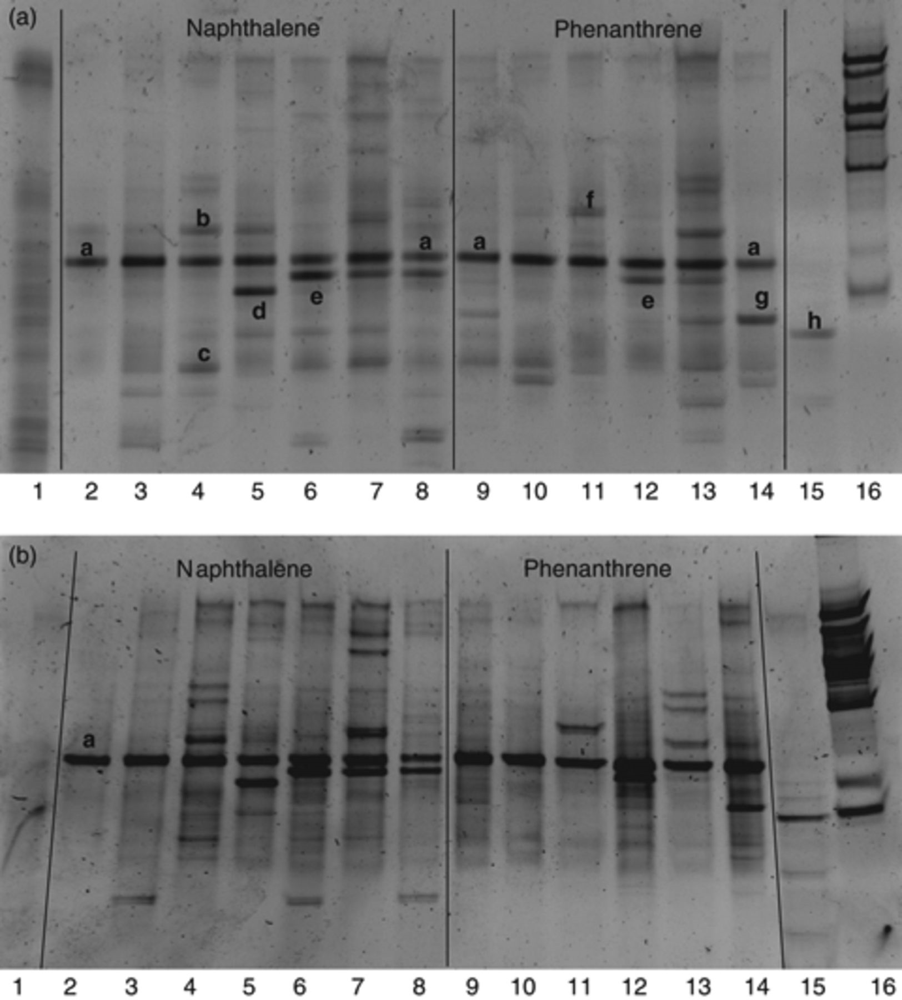 (a)
Naphthalene Phenanthrene
f
b
a a a a
e e g
d h
c
1 2 3 4 5 6 7 8 9 10 11 12 13 14 15 16
(b)
Naphthalene Phenanthrene
a
1 2 3 4 5 6 7 8 9 10 11 12 13 14 15 16